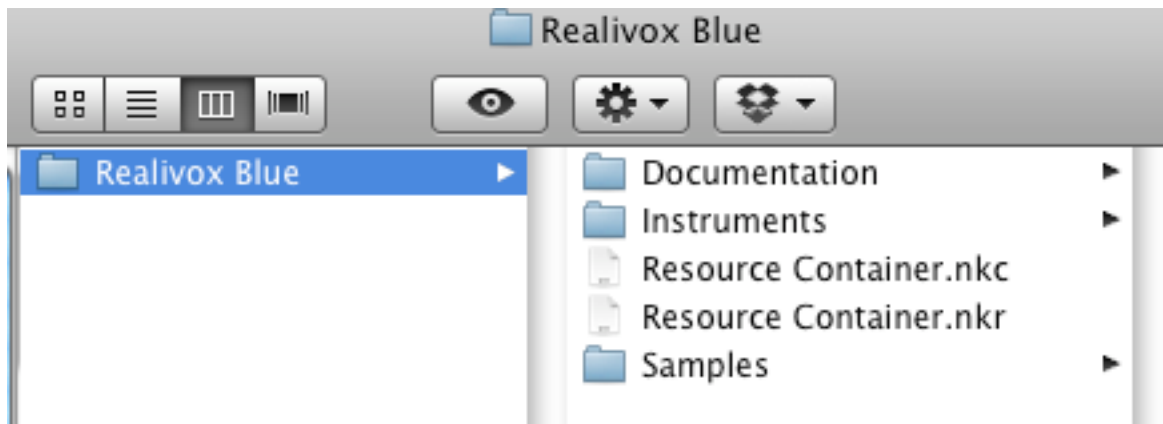 Realivox Blue
Realivox Blue
Documentation
Instruments
Resource Container.nkc
Resource Container.nkr
Samples